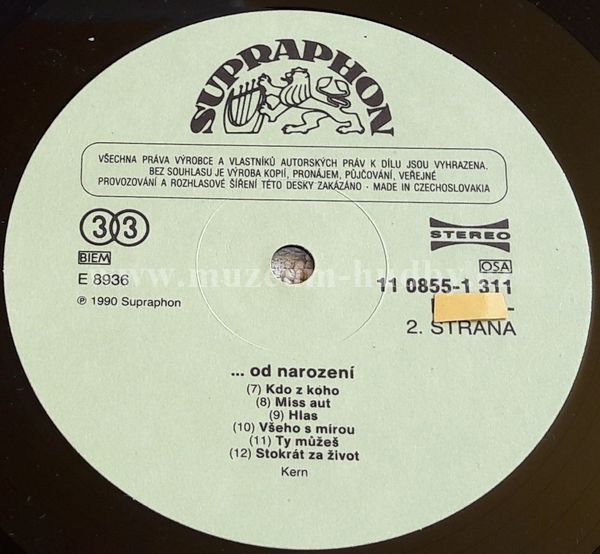 SUPRAPHON
VŠECHNA PRÁVA VÝROBCE A VLASTNÍKŮ AUTORSKÝCH PRÁV K DÍLU JSOU VYHRAZENA.
BEZ SOUHLASU JE VÝROBA KOPIÍ, PRONÁJEM, PŮJČOVÁNÍ, VEŘEJNÉ
PROVOZOVÁNÍ A ROZHLASOVÉ ŠÍŘENÍ TÉTO DESKY ZAKÁZÁNO · MADE IN CZECHOSLOVAKIA
33
STEREO
BIEM
OSA
E 8936
11 0855-1 311
℗ 1990 Supraphon
2. STRANA
... od narození
(7) Kdo z koho
(8) Miss aut
(9) Hlas
(10) Všeho s mírou
(11) Ty můžeš
(12) Stokrát za život
Kern